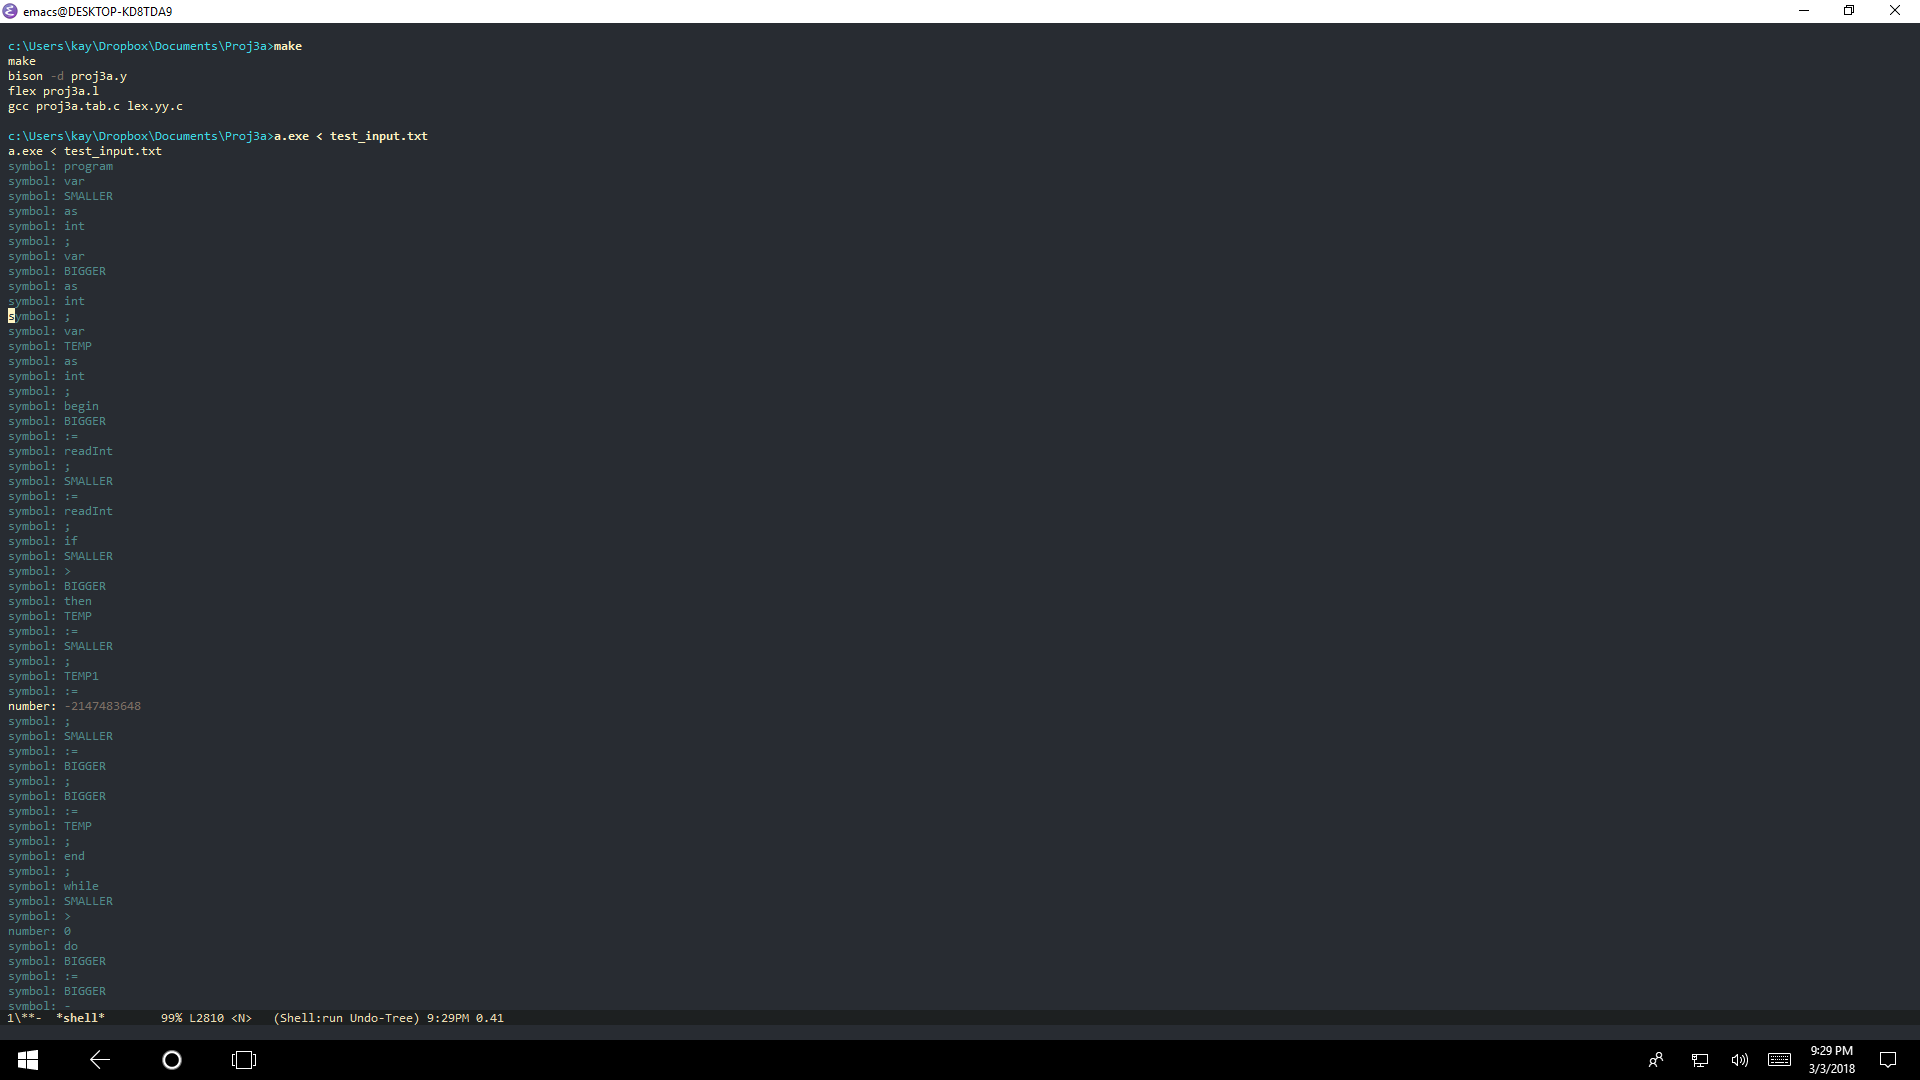 emacs@DESKTOP-KD8TDA9
c:\Users\kay\Dropbox\Documents\Proj3a>make
make
bison -d proj3a.y
flex proj3a.l
gcc proj3a.tab.c lex.yy.c
c:\Users\kay\Dropbox\Documents\Proj3a>a.exe < test_input.txt
a.exe < test_input.txt
symbol: program
symbol: var
symbol: SMALLER
symbol: as
symbol: int
symbol: ;
symbol: var
symbol: BIGGER
symbol: as
symbol: int
symbol: ;
symbol: var
symbol: TEMP
symbol: as
symbol: int
symbol: ;
symbol: begin
symbol: BIGGER
symbol: :=
symbol: readInt
symbol: ;
symbol: SMALLER
symbol: :=
symbol: readInt
symbol: ;
symbol: if
symbol: SMALLER
symbol: >
symbol: BIGGER
symbol: then
symbol: TEMP
symbol: :=
symbol: SMALLER
symbol: ;
symbol: TEMP1
symbol: :=
number: -2147483648
symbol: ;
symbol: SMALLER
symbol: :=
symbol: BIGGER
symbol: ;
symbol: BIGGER
symbol: :=
symbol: TEMP
symbol: ;
symbol: end
symbol: ;
symbol: while
symbol: SMALLER
symbol: >
number: 0
symbol: do
symbol: BIGGER
symbol: :=
symbol: BIGGER
symbol: -
1\**-  *shell*        99% L2810 <N>   (Shell:run Undo-Tree) 9:29PM 0.41
9:29 PM
3/3/2018